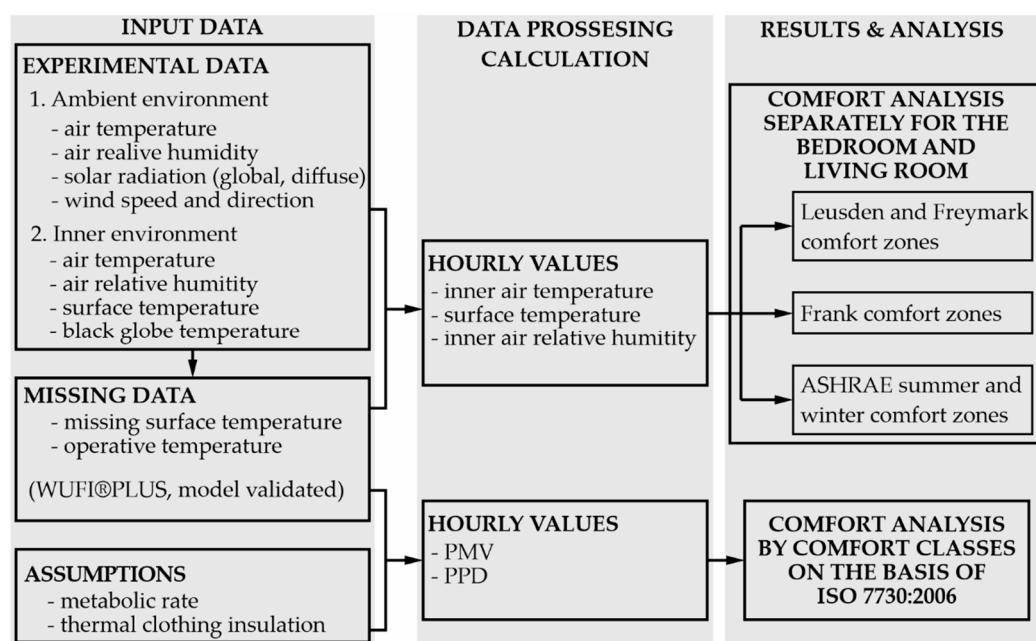 INPUT DATA
EXPERIMENTAL DATA
1. Ambient environment
- air temperature
- air realive humidity
- solar radiation (global, diffuse)
- wind speed and direction
2. Inner environment
- air temperature
- air relative humitity
- surface temperature
- black globe temperature
MISSING DATA
- missing surface temperature
- operative temperature
(WUFI®PLUS, model validated)
ASSUMPTIONS
- metabolic rate
- thermal clothing insulation
DATA PROSSESING
CALCULATION
HOURLY VALUES
- inner air temperature
- surface temperature
- inner air relative humitity
HOURLY VALUES
- PMV
- PPD
RESULTS & ANALYSIS
COMFORT ANALYSIS
SEPARATELY FOR THE
BEDROOM AND
LIVING ROOM
Leusden and Freymark
comfort zones
Frank comfort zones
ASHRAE summer and
winter comfort zones
COMFORT ANALYSIS
BY COMFORT CLASSES
ON THE BASIS OF
ISO 7730:2006